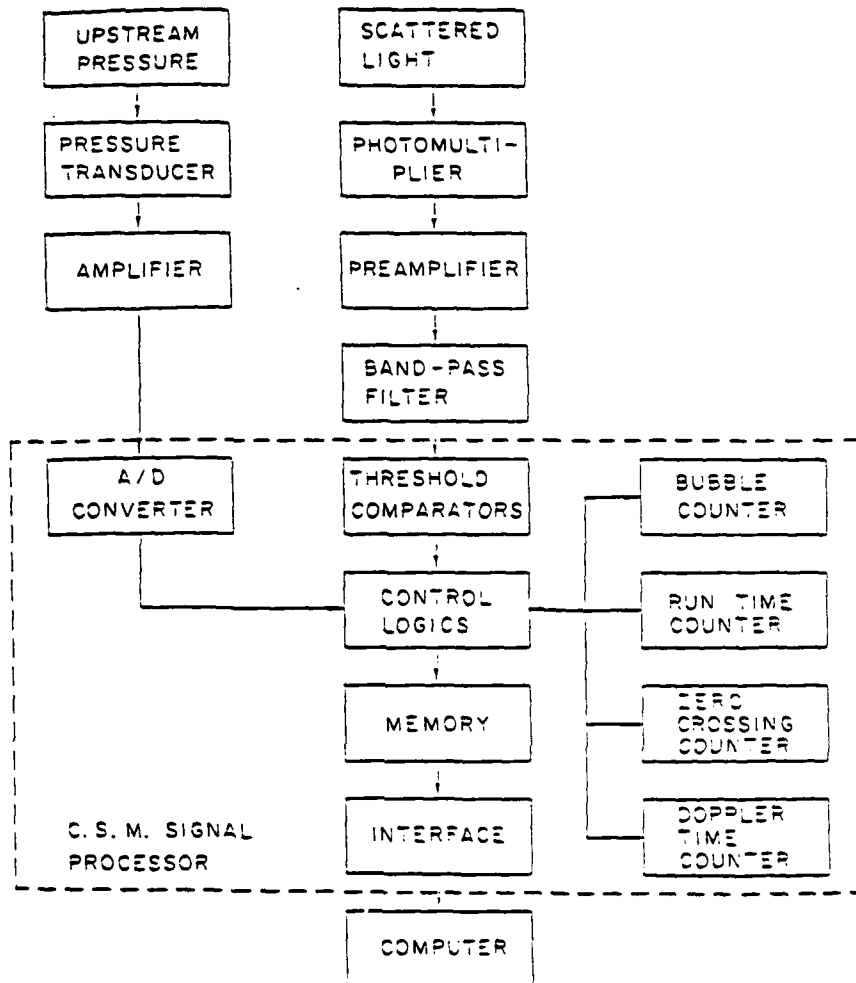 UPSTREAM
PRESSURE
SCATTERED
LIGHT
PRESSURE
TRANSDUCER
PHOTOMULTI-
PLIER
AMPLIFIER
PREAMPLIFIER
BAND-PASS
FILTER
A/D
CONVERTER
THRESHOLD
COMPARATORS
BUBBLE
COUNTER
CONTROL
LOGICS
RUN TIME
COUNTER
MEMORY
ZERO
CROSSING
COUNTER
C. S. M. SIGNAL
PROCESSOR
INTERFACE
DOPPLER
TIME
COUNTER
COMPUTER